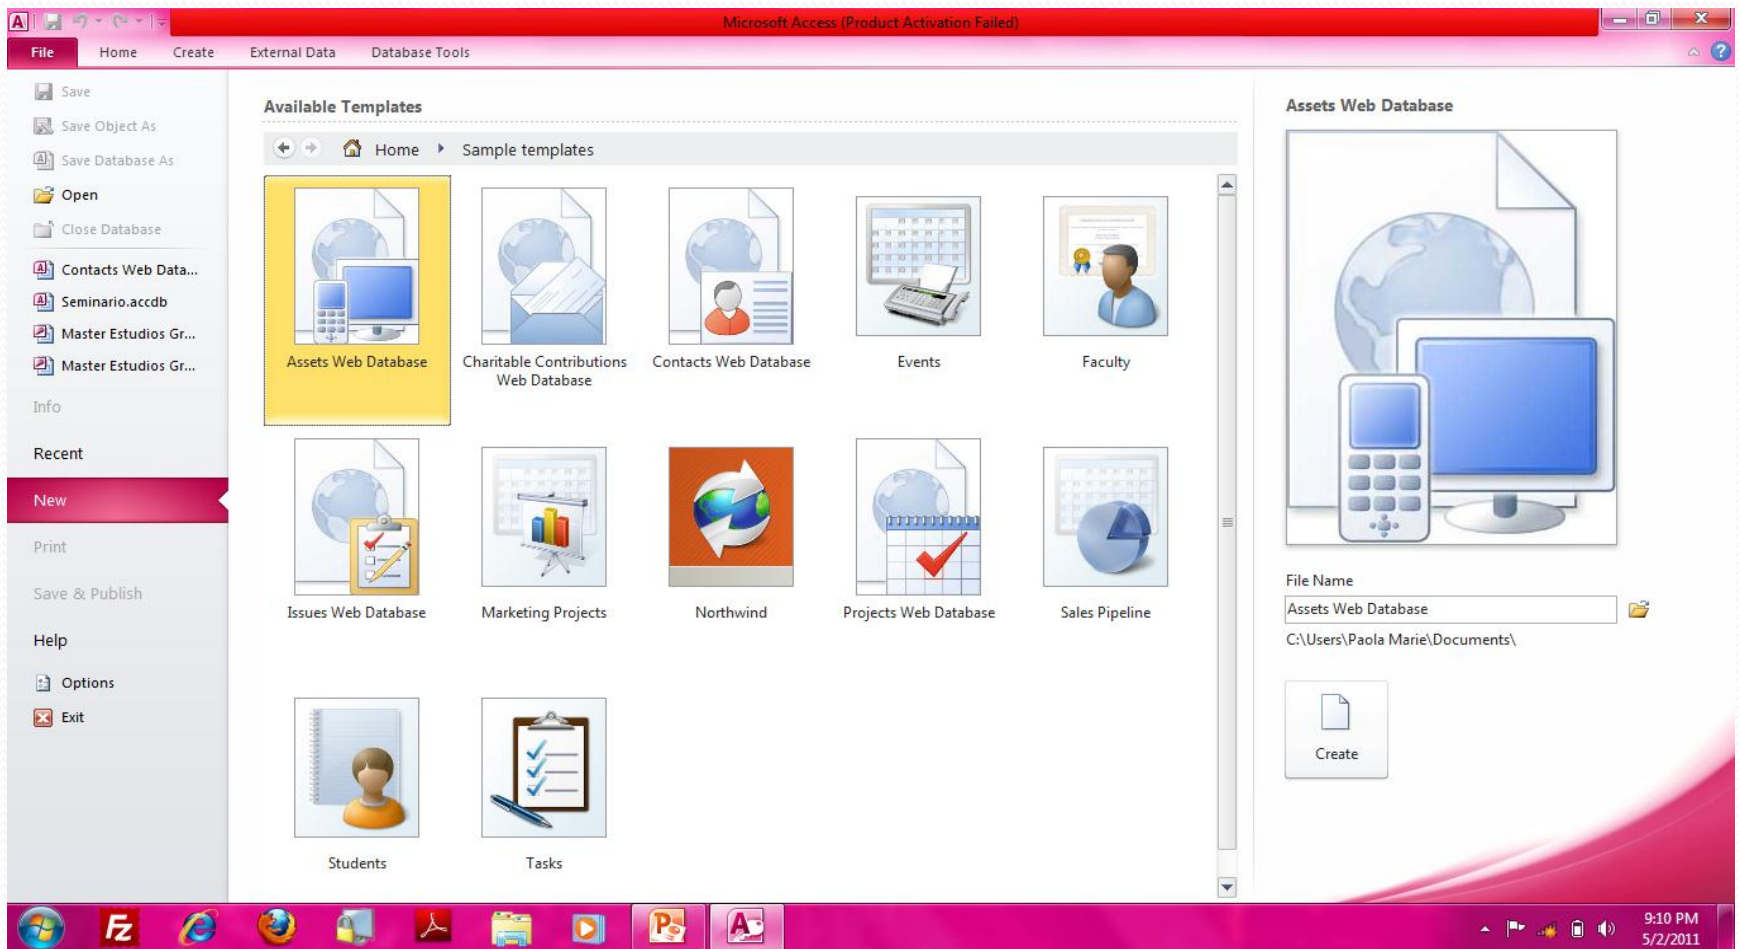 Microsoft Access (Product Activation Failed)
File Home Create External Data Database Tools
Save
Save Object As
Save Database As
Open
Close Database
Contacts Web Data...
Seminario.accdb
Master Estudios Gr...
Master Estudios Gr...
Info
Recent
New
Print
Save & Publish
Help
Options
Exit
Available Templates
Home Sample templates
Assets Web Database
Charitable Contributions
Web Database
Contacts Web Database
Events
Faculty
Issues Web Database
Marketing Projects
Northwind
Projects Web Database
Sales Pipeline
Students
Tasks
Assets Web Database
File Name
Assets Web Database
C:\Users\Paola Marie\Documents\
Create
9:10 PM
5/2/2011